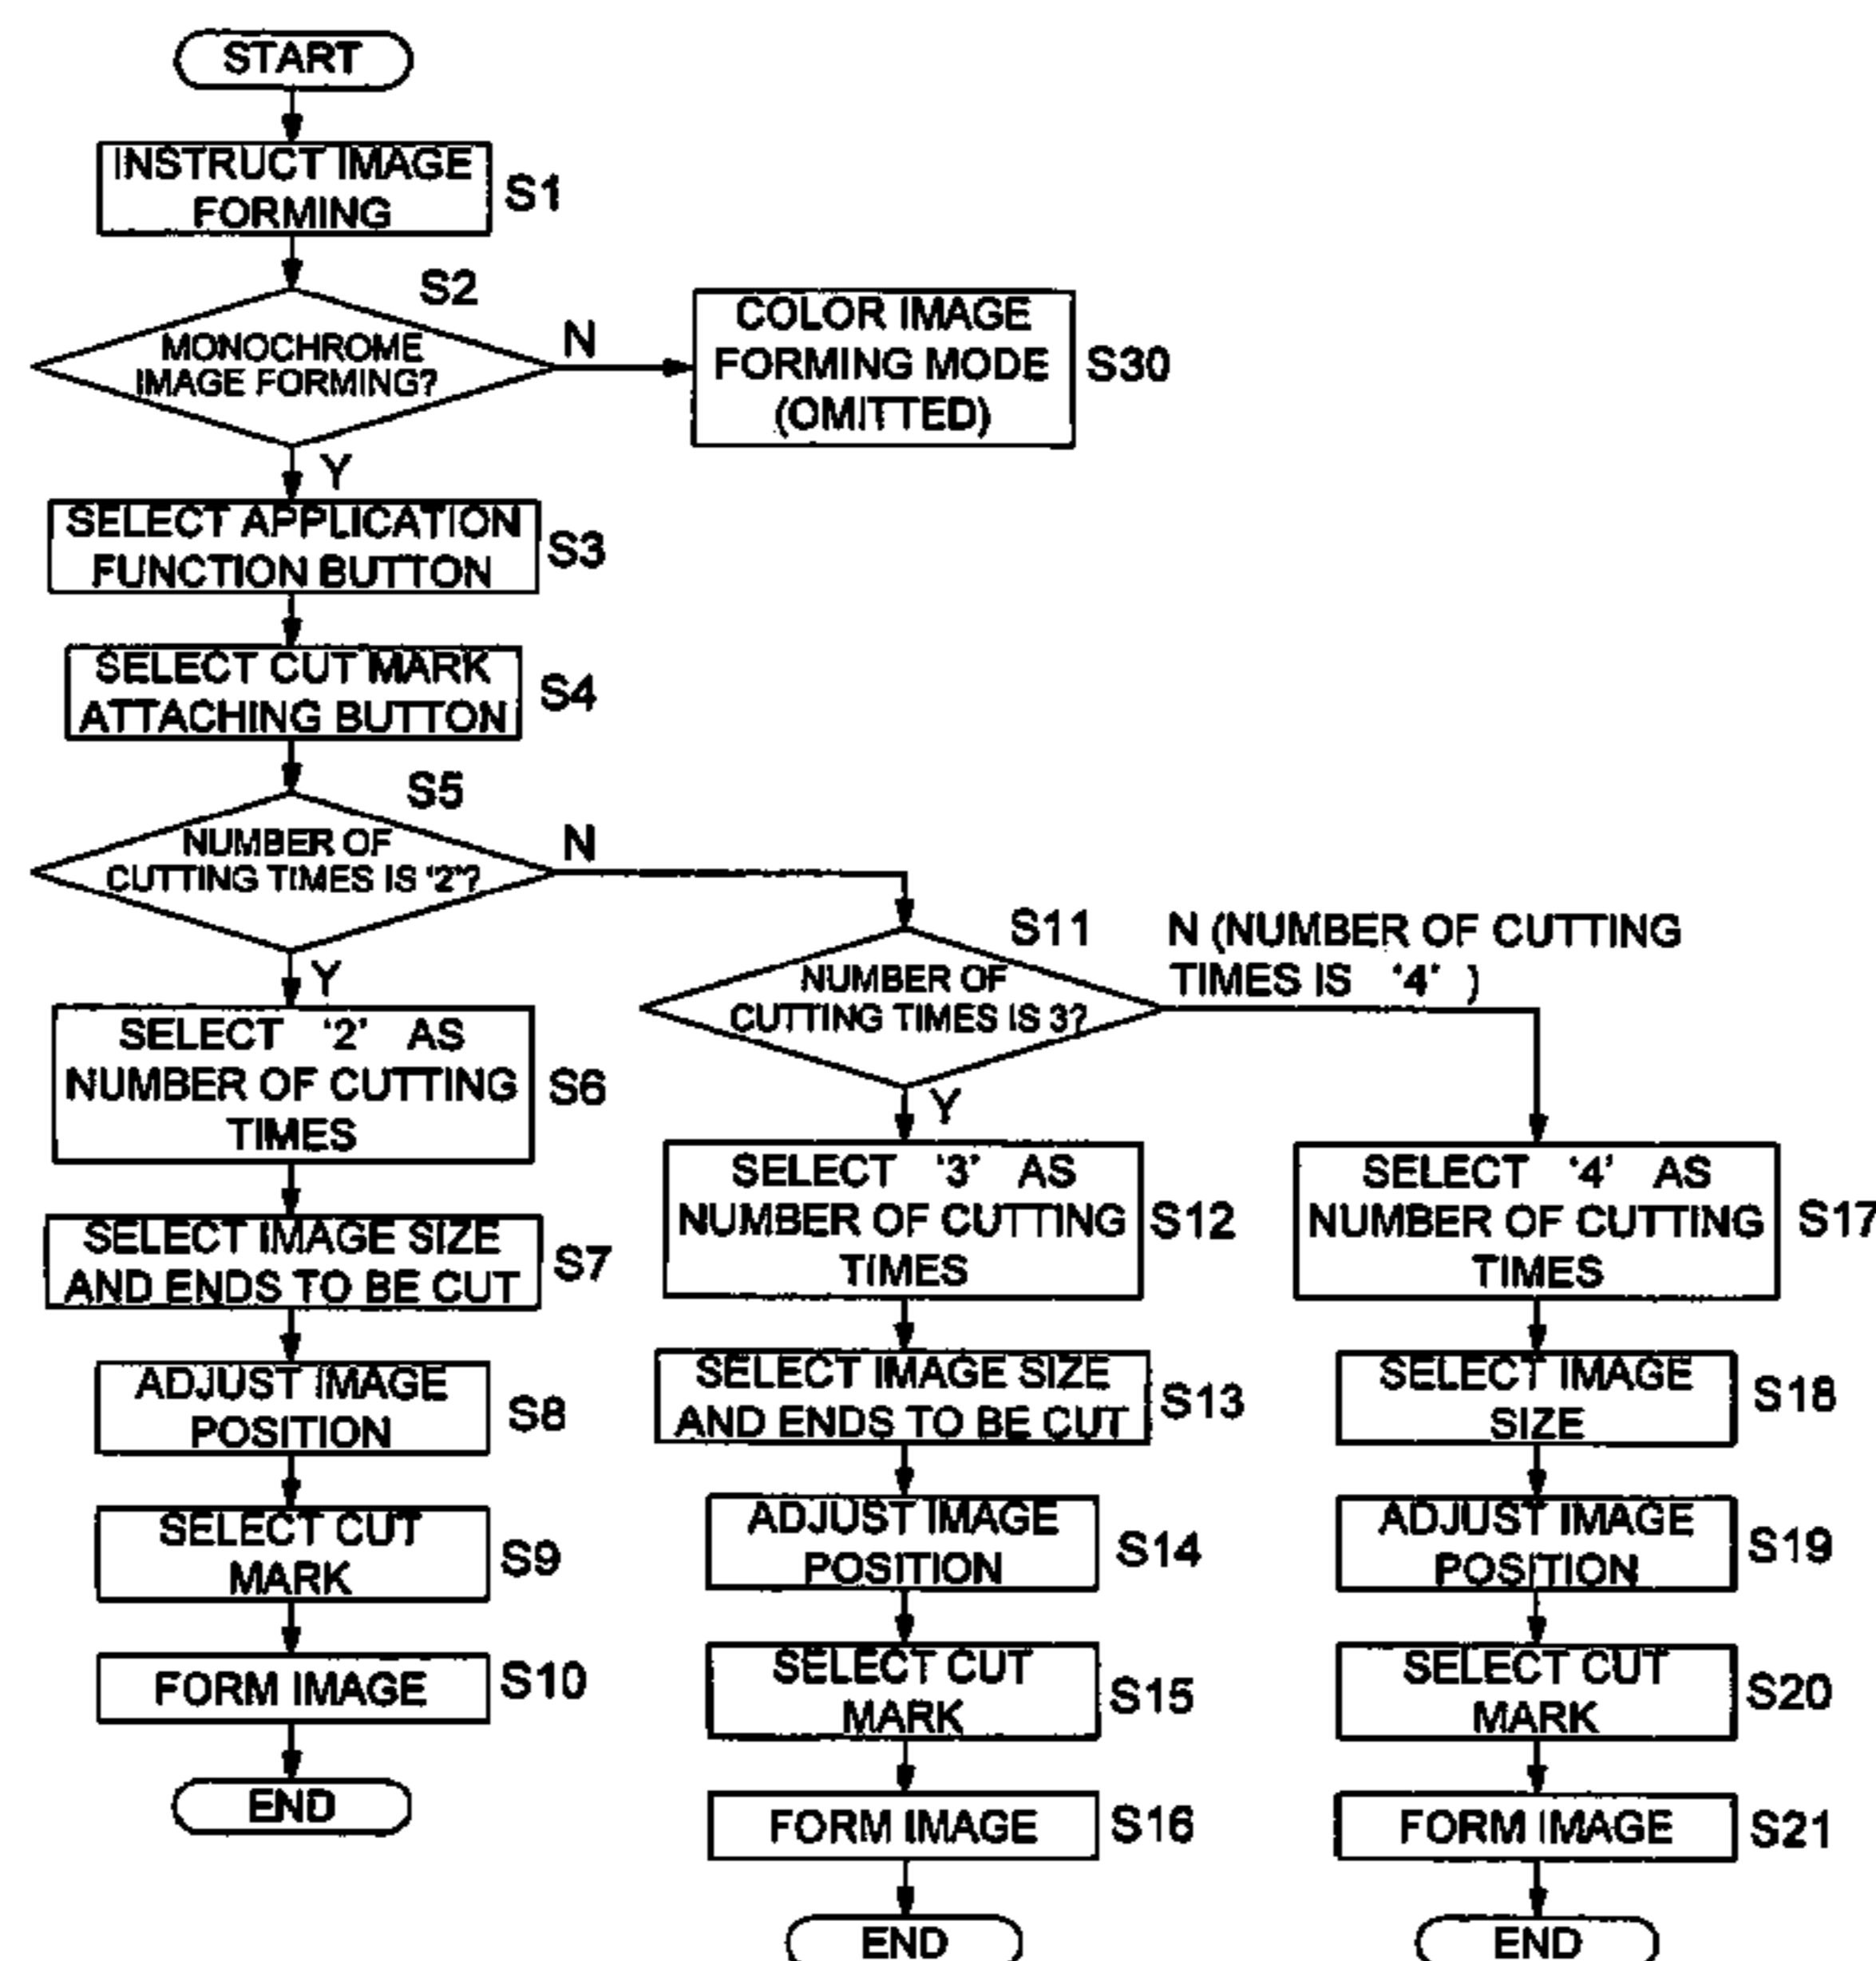 START
INSTRUCT IMAGE
FORMING
S1
S2
MONOCHROME
IMAGE FORMING?
N
COLOR IMAGE
FORMING MODE
(OMITTED)
S30
Y
SELECT APPLICATION
FUNCTION BUTTON
S3
SELECT CUT MARK
ATTACHING BUTTON
S4
S5
NUMBER OF
CUTTING TIMES IS '2'?
N
Y
SELECT '2' AS
NUMBER OF CUTTING
TIMES
S6
SELECT IMAGE SIZE
AND ENDS TO BE CUT
S7
ADJUST IMAGE
POSITION
S8
SELECT CUT
MARK
S9
FORM IMAGE
S10
END
S11
NUMBER OF
CUTTING TIMES IS 3?
N (NUMBER OF CUTTING
TIMES IS '4' )
Y
SELECT '3' AS
NUMBER OF CUTTING
TIMES
S12
SELECT IMAGE SIZE
AND ENDS TO BE CUT
S13
ADJUST IMAGE
POSITION
S14
SELECT CUT
MARK
S15
FORM IMAGE
S16
END
SELECT '4' AS
NUMBER OF CUTTING
TIMES
S17
SELECT IMAGE
SIZE
S18
ADJUST IMAGE
POSITION
S19
SELECT CUT
MARK
S20
FORM IMAGE
S21
END